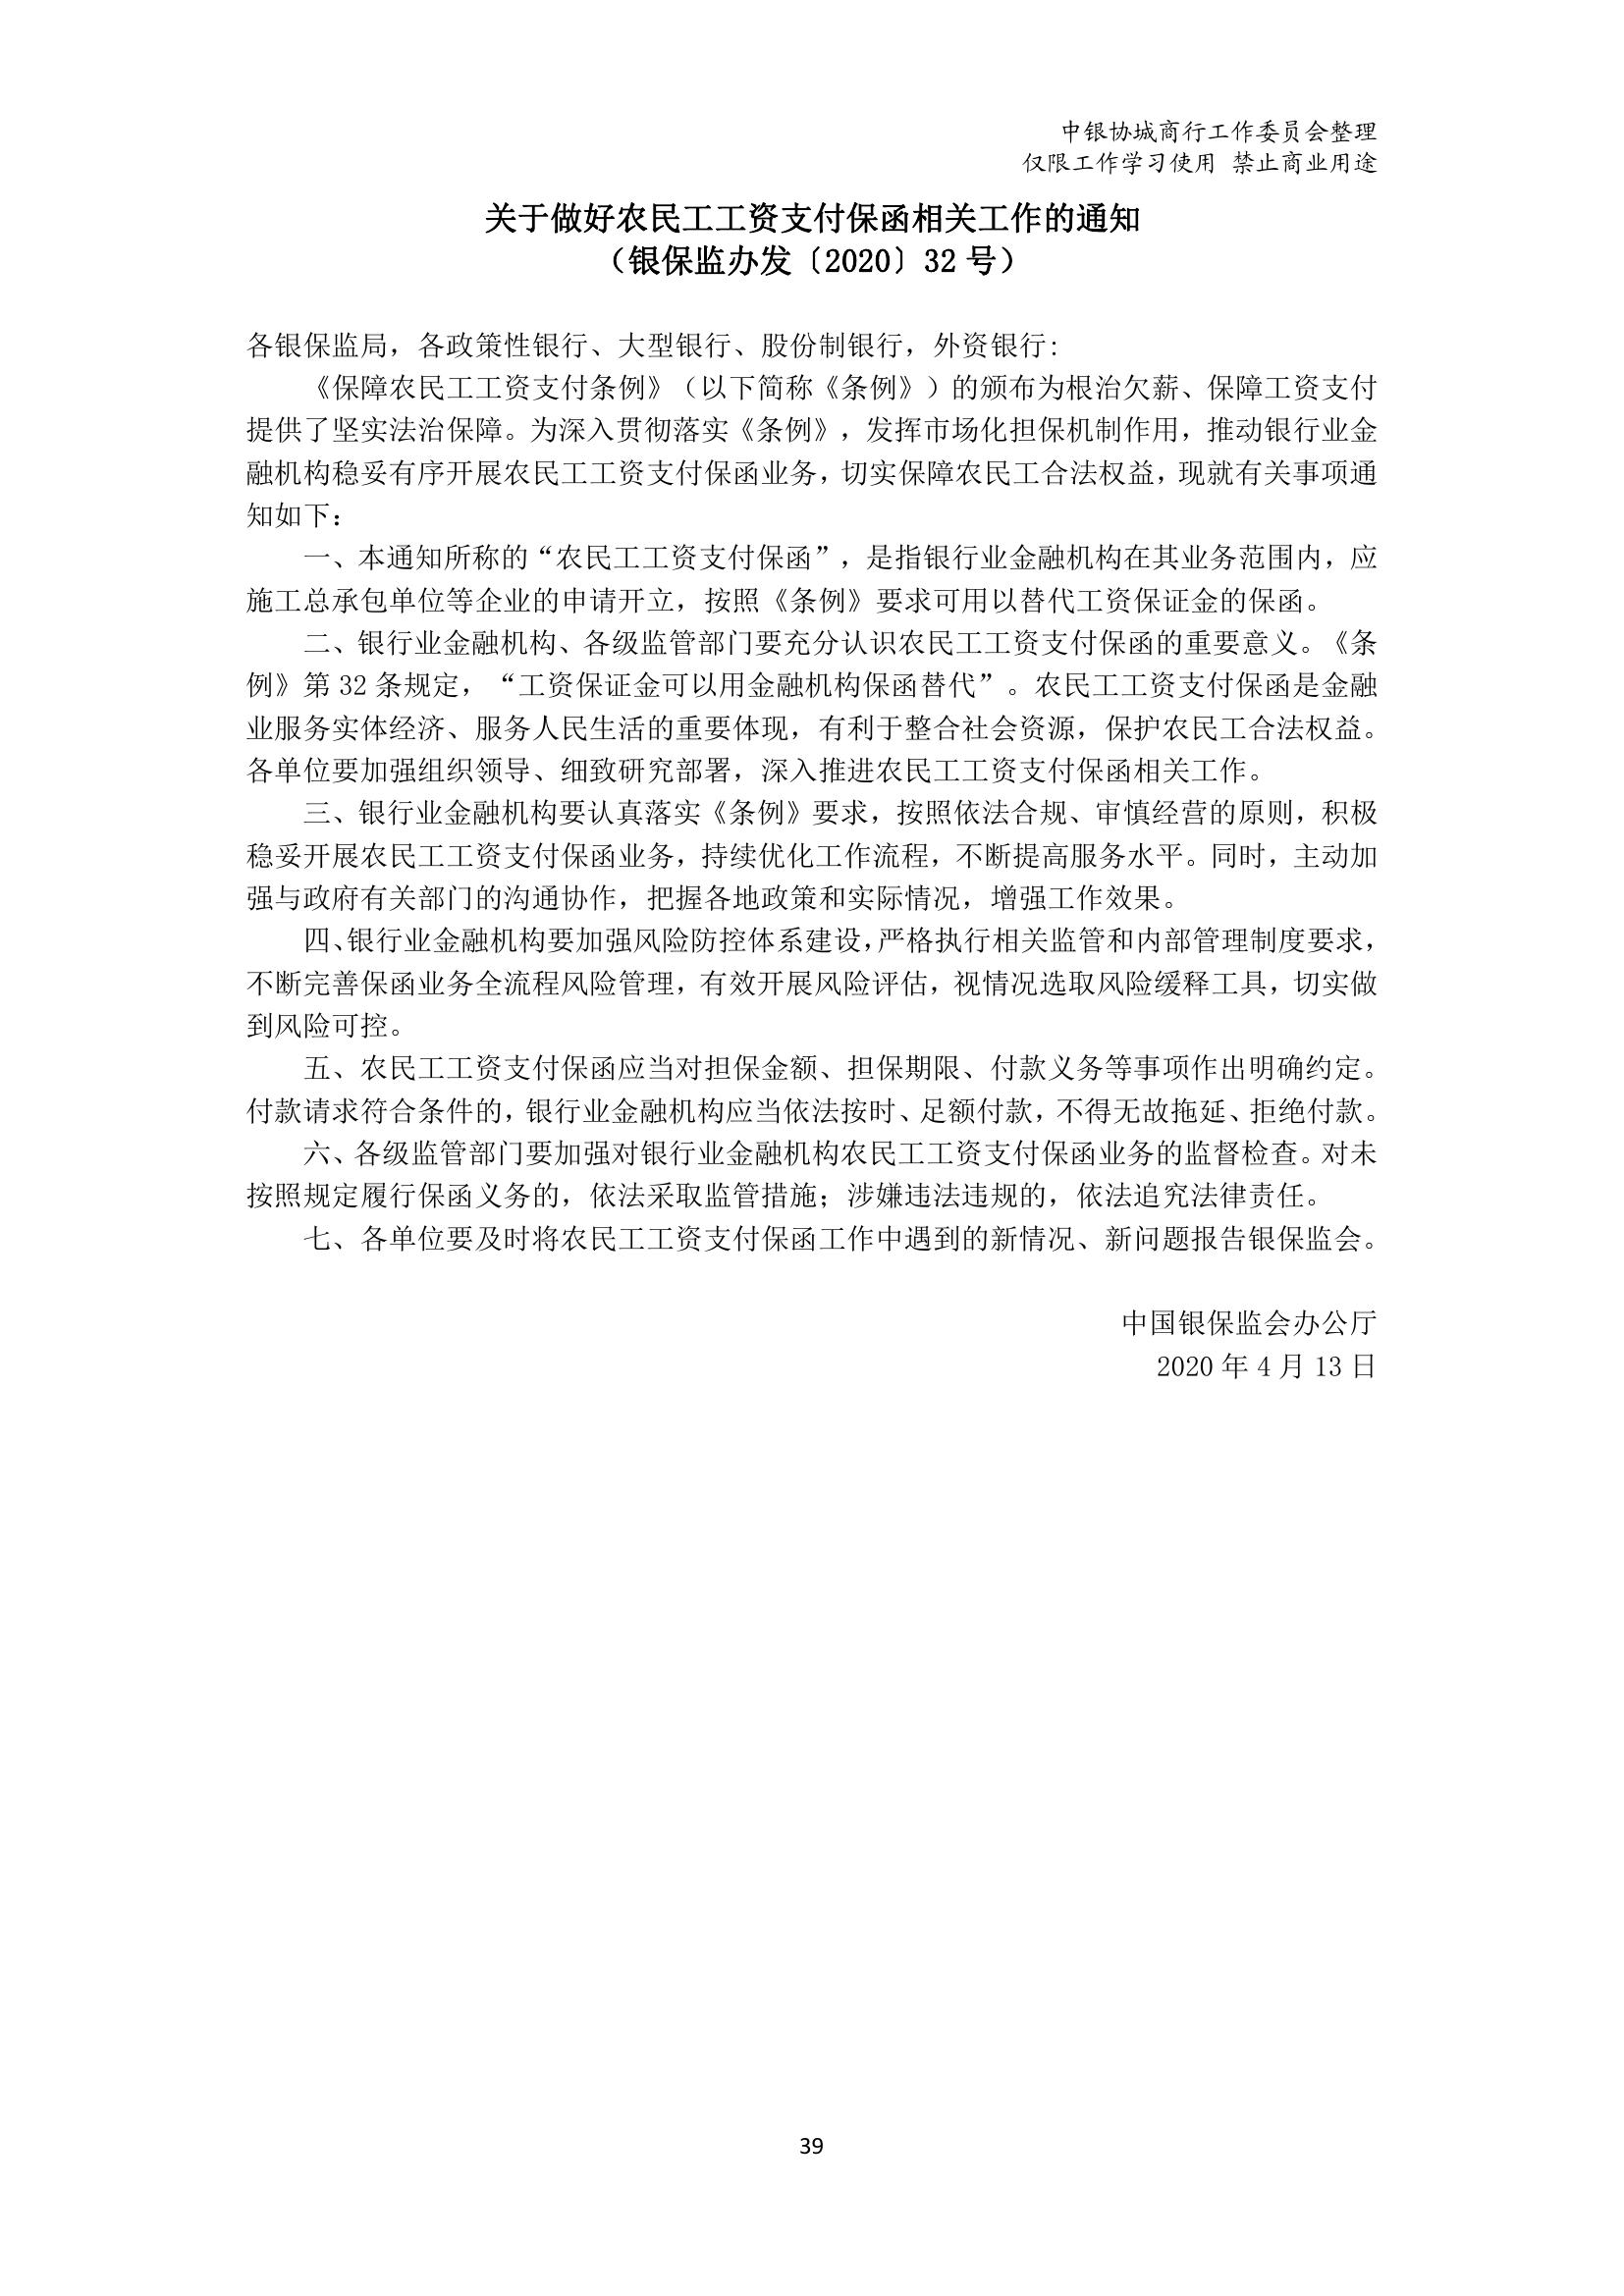 中银协城商行工作委员会整理
仅限工作学习使用 禁止商业用途
关于做好农民工工资支付保函相关工作的通知
（银保监办发〔2020〕32 号）
各银保监局，各政策性银行、大型银行、股份制银行，外资银行:
《保障农民工工资支付条例》（以下简称《条例》）的颁布为根治欠薪、保障工资支付
提供了坚实法治保障。为深入贯彻落实《条例》，发挥市场化担保机制作用，推动银行业金
融机构稳妥有序开展农民工工资支付保函业务，切实保障农民工合法权益，现就有关事项通
知如下：
一、本通知所称的“农民工工资支付保函”，是指银行业金融机构在其业务范围内，应
施工总承包单位等企业的申请开立，按照《条例》要求可用以替代工资保证金的保函。
二、银行业金融机构、各级监管部门要充分认识农民工工资支付保函的重要意义。《条
例》第 32 条规定，“工资保证金可以用金融机构保函替代”。农民工工资支付保函是金融
业服务实体经济、服务人民生活的重要体现，有利于整合社会资源，保护农民工合法权益。
各单位要加强组织领导、细致研究部署，深入推进农民工工资支付保函相关工作。
三、银行业金融机构要认真落实《条例》要求，按照依法合规、审慎经营的原则，积极
稳妥开展农民工工资支付保函业务，持续优化工作流程，不断提高服务水平。同时，主动加
强与政府有关部门的沟通协作，把握各地政策和实际情况，增强工作效果。
四、银行业金融机构要加强风险防控体系建设，严格执行相关监管和内部管理制度要求，
不断完善保函业务全流程风险管理，有效开展风险评估，视情况选取风险缓释工具，切实做
到风险可控。
五、农民工工资支付保函应当对担保金额、担保期限、付款义务等事项作出明确约定。
付款请求符合条件的，银行业金融机构应当依法按时、足额付款，不得无故拖延、拒绝付款。
六、各级监管部门要加强对银行业金融机构农民工工资支付保函业务的监督检查。对未
按照规定履行保函义务的，依法采取监管措施；涉嫌违法违规的，依法追究法律责任。
七、各单位要及时将农民工工资支付保函工作中遇到的新情况、新问题报告银保监会。
中国银保监会办公厅
2020 年 4 月 13 日
39